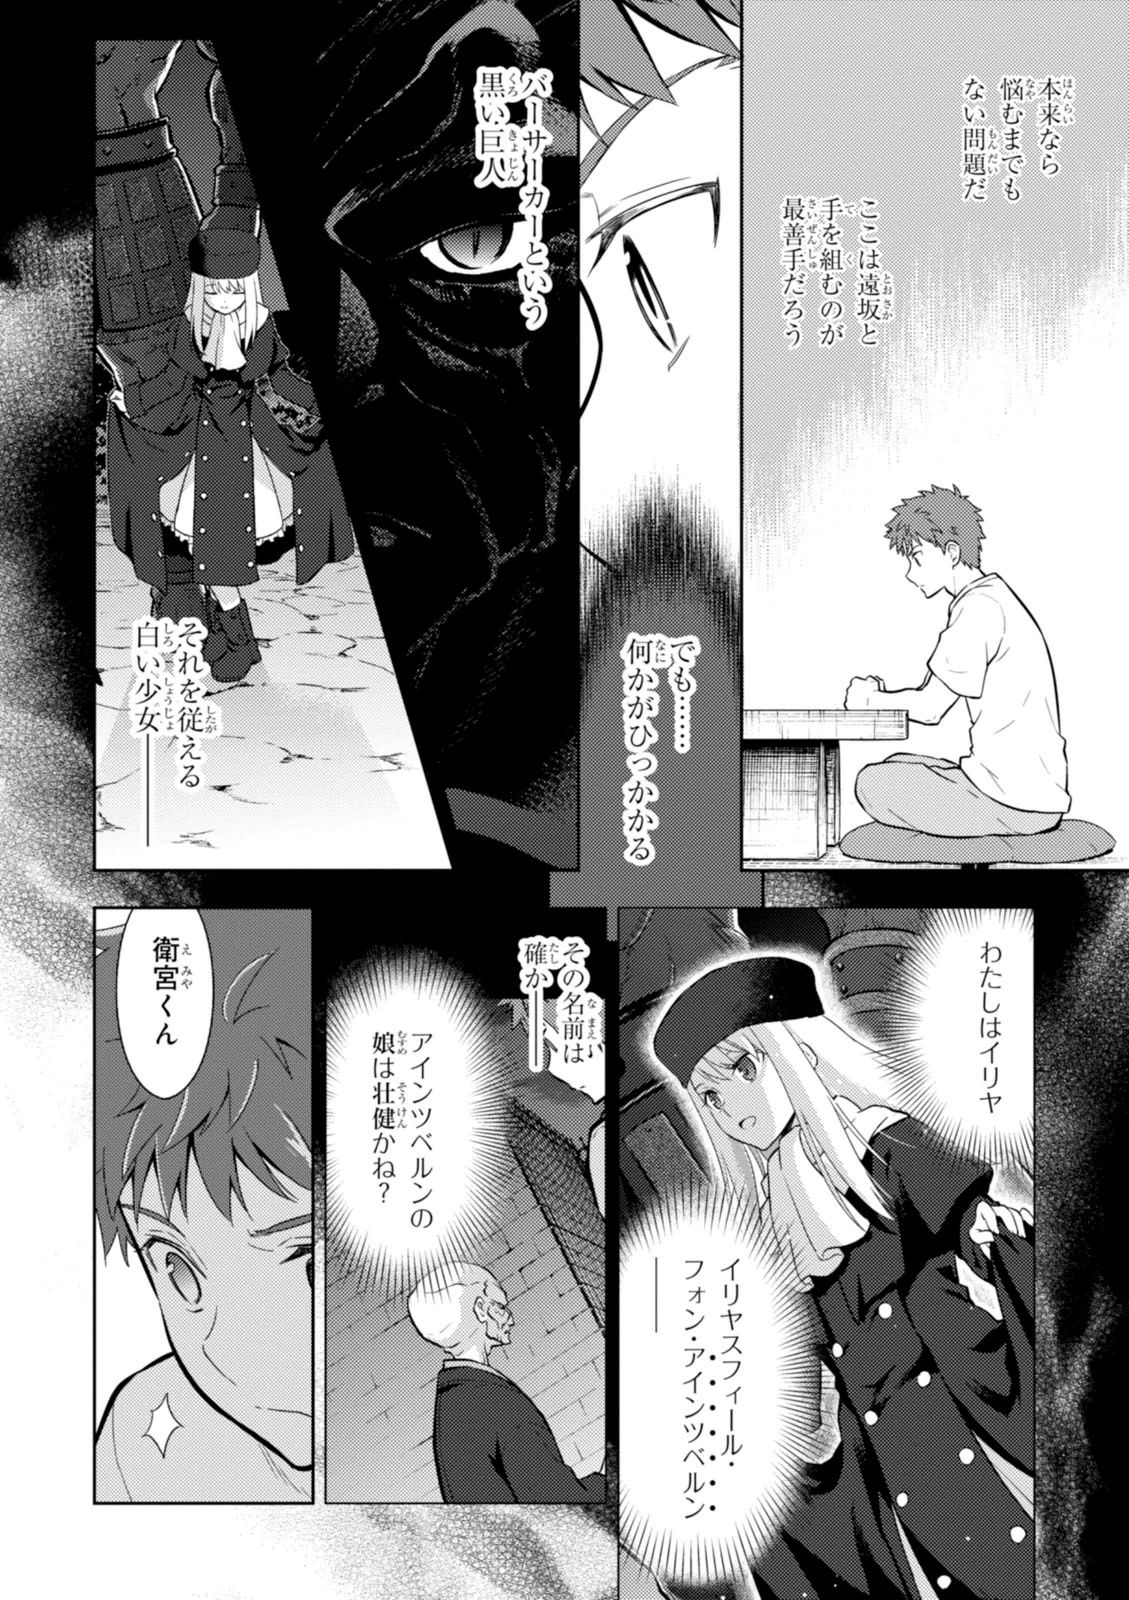 本来なら
悩むまでも
ない問題だ
ここは遠坂と
手を組むのが
最善手だろう
でも……
何かがひっかかる
バーサーカーという
黒い巨人
それを従える
白い少女――
わたしはイリヤ
イリヤスフィール・
フォン・アインツベルン
――
その名前は
確か――
アインツベルンの
娘は壮健かね？
衛宮くん